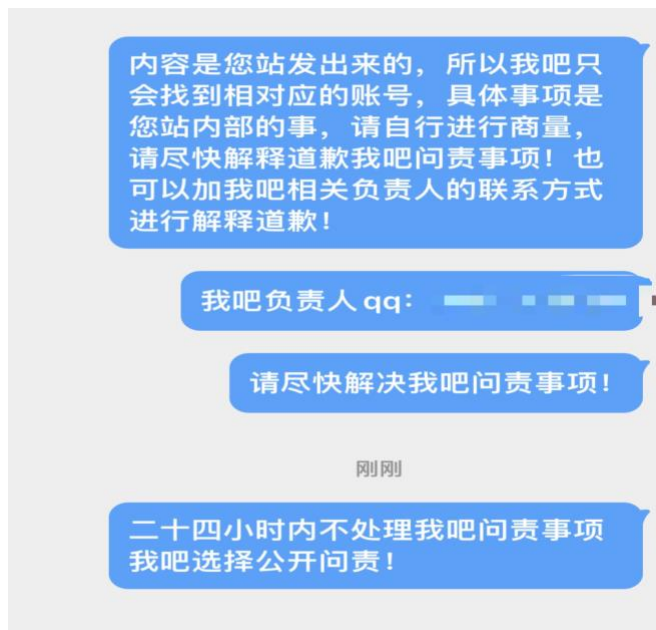 内容是您站发出来的，所以我吧只
会找到相对应的账号，具体事项是
您站内部的事，请自行进行商量，
请尽快解释道歉我吧问责事项！也
可以加我吧相关负责人的联系方式
进行解释道歉！
我吧负责人qq：
请尽快解决我吧问责事项！
刚刚
二十四小时内不处理我吧问责事项
我吧选择公开问责！